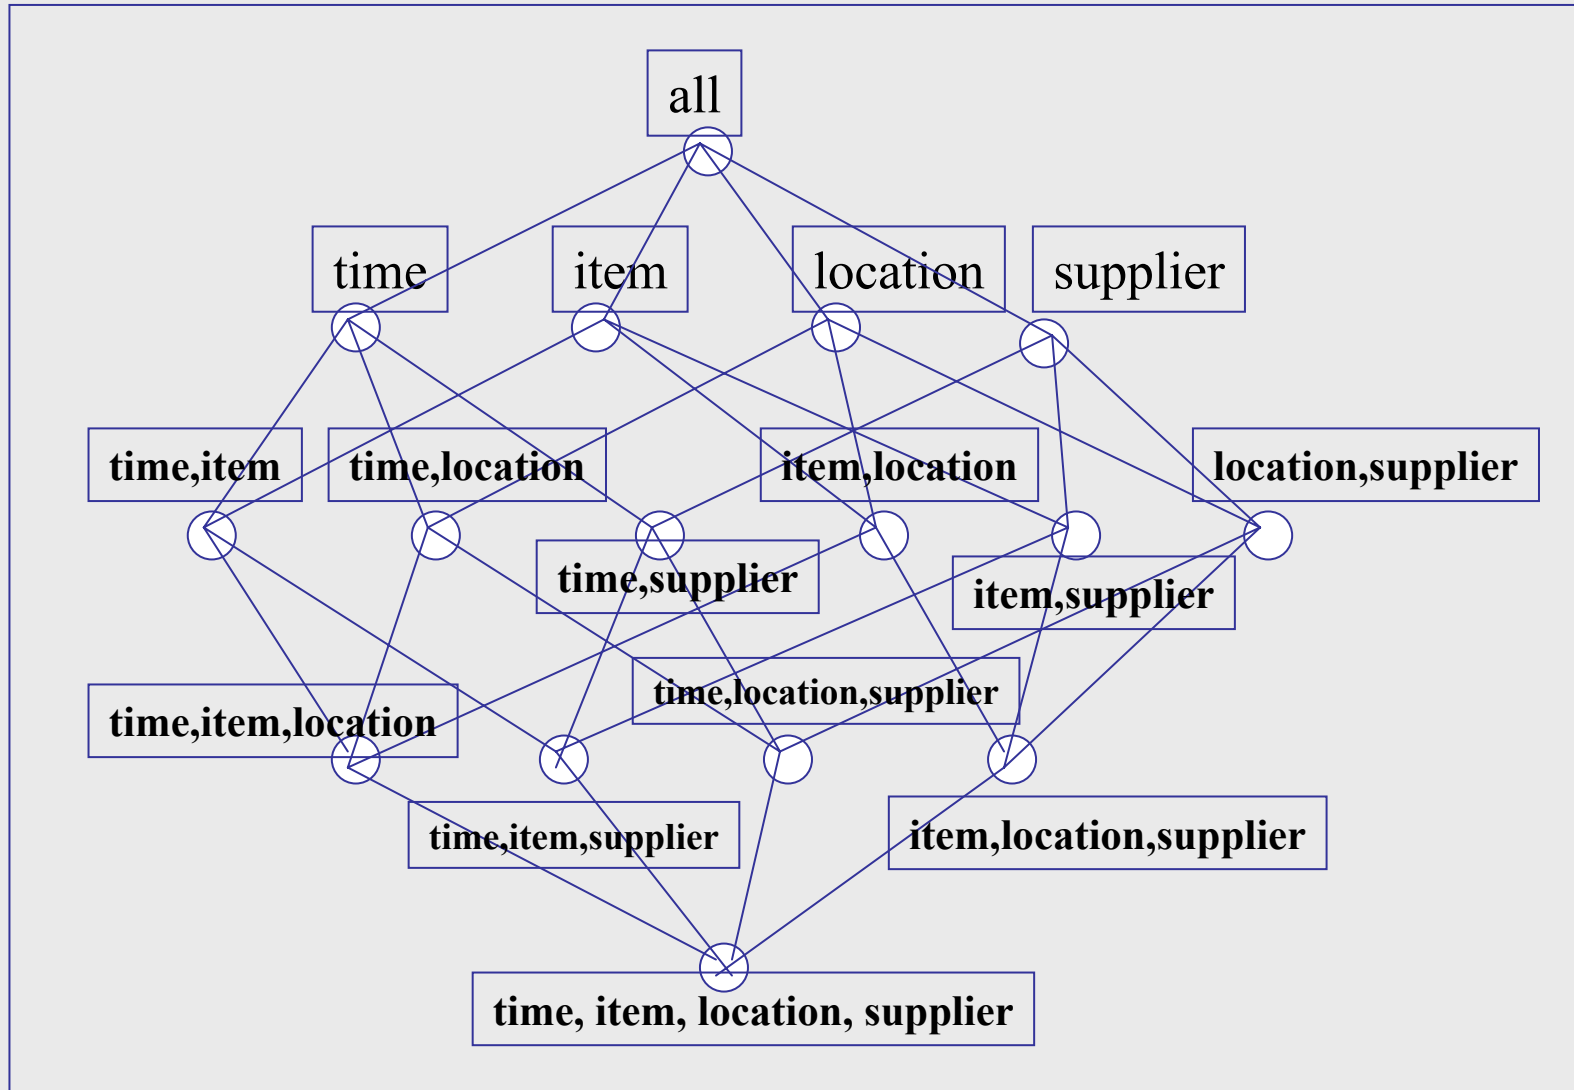 all
time
item
location
supplier
time,item
time,location
item,location
location,supplier
time,supplier
item,supplier
time,location,supplier
time,item,location
time,item,supplier
item,location,supplier
time, item, location, supplier